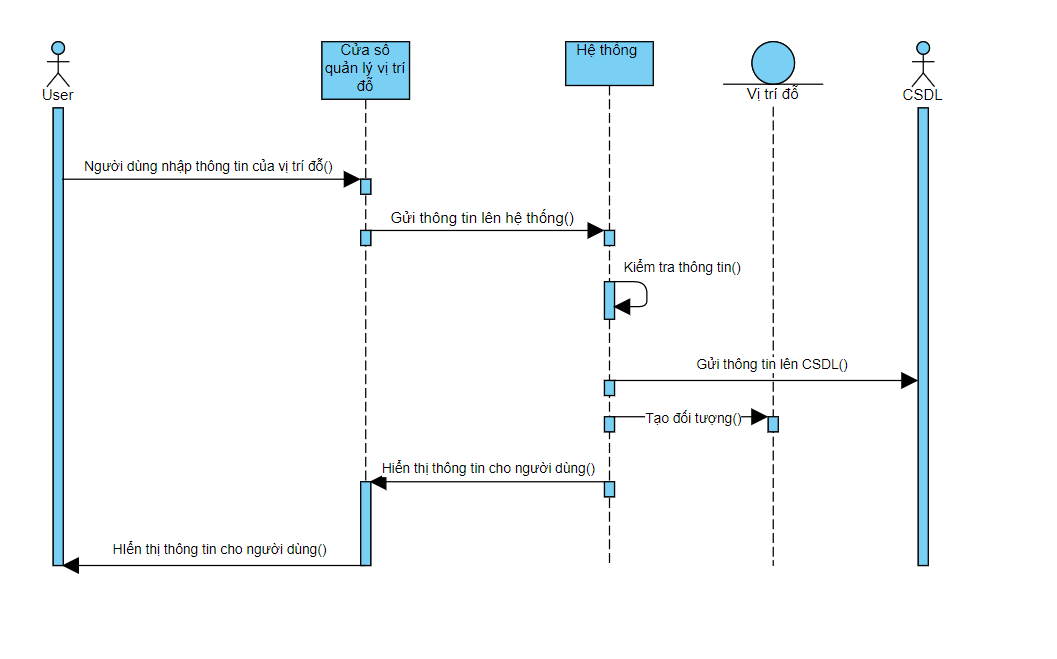 User
Cửa sô
quản lý vị trí
đỗ
Hệ thông
Vị trí đỗ
CSDL
Người dùng nhập thông tin của vị trí đỗ()
Gửi thông tin lên hệ thống()
Kiểm tra thông tin()
Gửi thông tin lên CSDL()
Tạo đối tượng()
Hiển thị thông tin cho người dùng()
HIển thị thông tin cho người dùng()